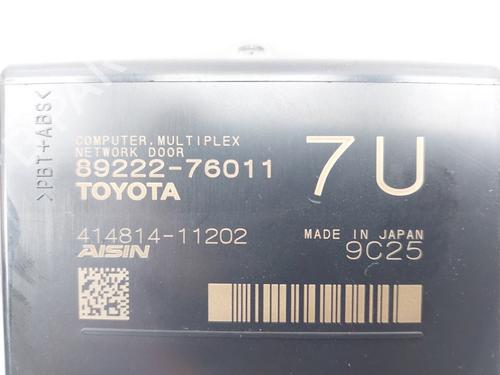 COMPUTER, MULTIPLEX
NETWORK DOOR
89222-76011
TOYOTA
7U
414814-11202
AISIN
MADE IN JAPAN
9C25
>PBT+ABS<